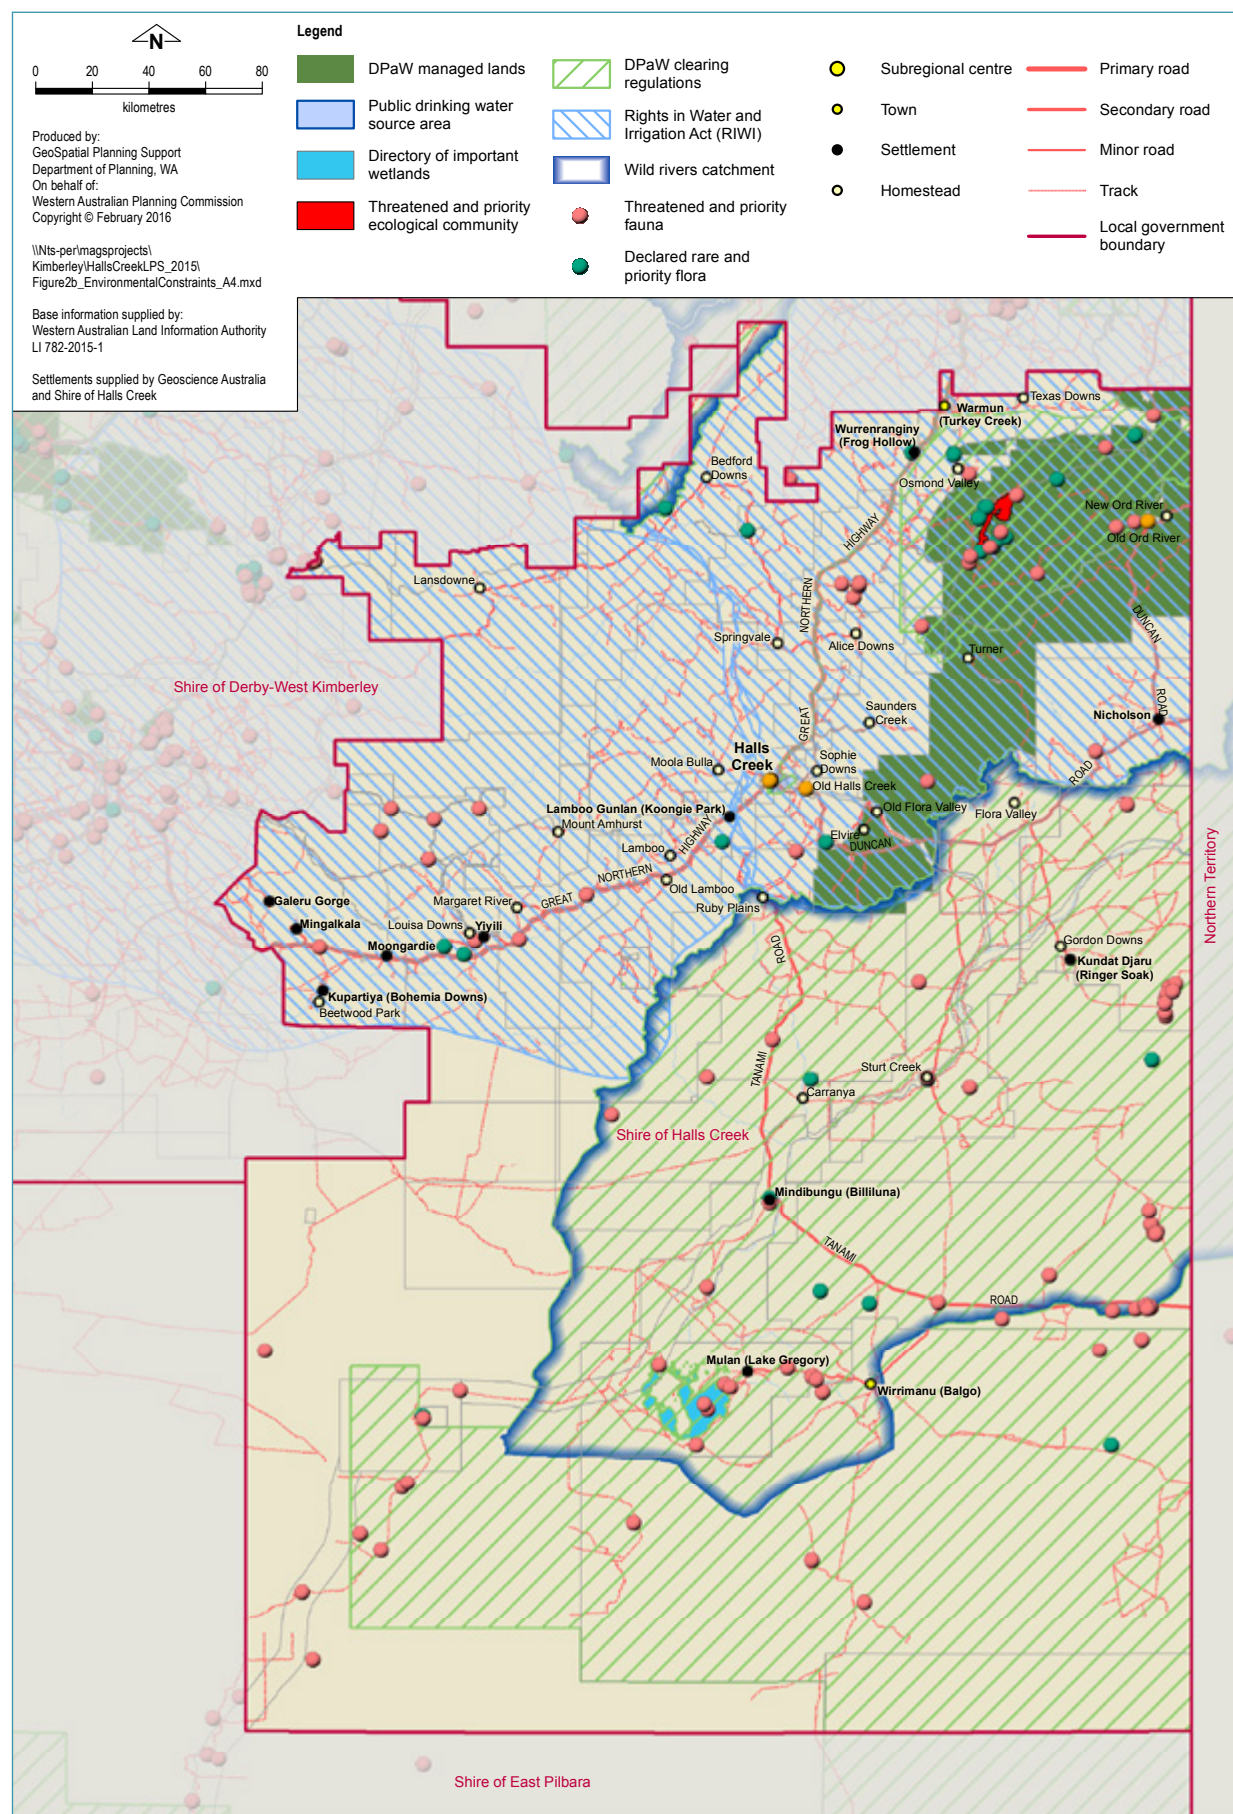 N
0 20 40 60 80
kilometres
Produced by:
GeoSpatial Planning Support
Department of Planning, WA
On behalf of:
Western Australian Planning Commission
Copyright © February 2016
\\Nts-per\magsprojects\
Kimberley\HallsCreekLPS_2015\
Figure2b_EnvironmentalConstraints_A4.mxd
Base information supplied by:
Western Australian Land Information Authority
LI 782-2015-1
Settlements supplied by Geoscience Australia
and Shire of Halls Creek
Legend
DPaW managed lands
Public drinking water
source area
Directory of important
wetlands
Threatened and priority
ecological community
DPaW clearing
regulations
Rights in Water and
Irrigation Act (RIWI)
Wild rivers catchment
Threatened and priority
fauna
Declared rare and
priority flora
Subregional centre
Town
Settlement
Homestead
Primary road
Secondary road
Minor road
Track
Local government
boundary
Texas Downs
Warmun
(Turkey Creek)
Wurrenranginy
(Frog Hollow)
Bedford
Downs
Osmond Valley
New Ord River
Old Ord River
HIGHWAY
Lansdowne
NORTHERN
DUNCAN
Springvale
Alice Downs
Turner
Shire of Derby-West Kimberley
ROAD
Saunders
Creek
Nicholson
GREAT
Halls
Creek
Sophie
Downs
Moola Bulla
ROAD
Old Halls Creek
Lamboo Gunlan (Koongie Park)
Old Flora Valley
Flora Valley
Mount Amhurst
HIGHWAY
Elvire
DUNCAN
Lamboo
NORTHERN
Old Lamboo
Northern Territory
Galeru Gorge
Margaret River
GREAT
Ruby Plains
Mingalkala
Louisa Downs
Yiyili
Moongardie
ROAD
Gordon Downs
Kundat Djaru
(Ringer Soak)
Kupartiya (Bohemia Downs)
Beetwood Park
TANAMI
Sturt Creek
Carranya
Shire of Halls Creek
Mindibungu (Billiluna)
TANAMI
ROAD
Mulan (Lake Gregory)
Wirrimanu (Balgo)
Shire of East Pilbara